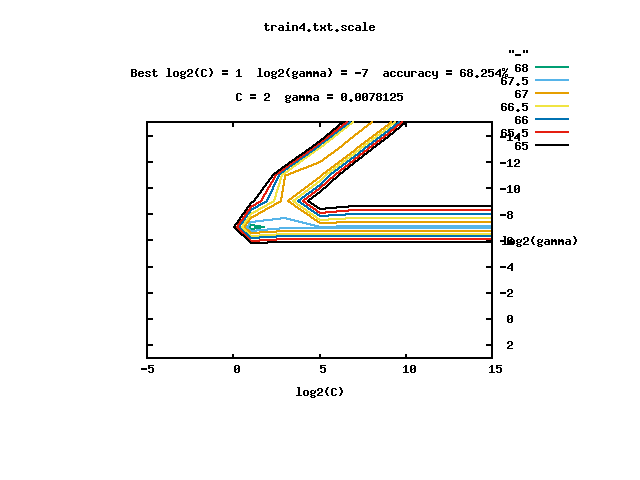 train4.txt.scale
"_"
Best log2(C) = 1  log2(gamma) = -7  accuracy = 68.254%
C = 2  gamma = 0.0078125
68
67.5
67
66.5
66
65.5
65
-14
-12
-10
-8
-6
log2(gamma)
-4
-2
0
2
-5 0 5 10 15
log2(C)